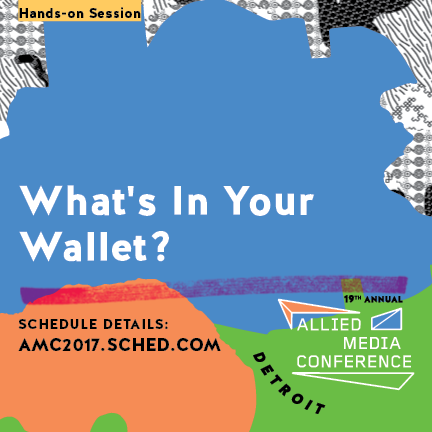 Hands-on Session
What's In Your
Wallet?
19TH ANNUAL
SCHEDULE DETAILS:
AMC2017.SCHED.COM
ALLIED
MEDIA
CONFERENCE
DETROIT